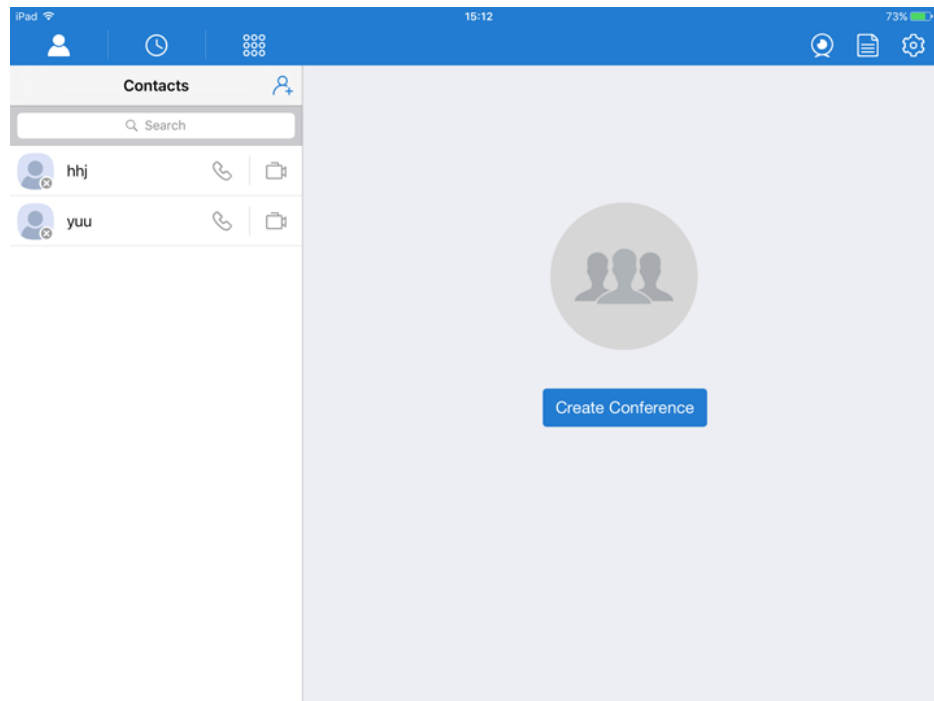 iPad 15:12 73%
Contacts
Search
hhj
yuu
Create Conference